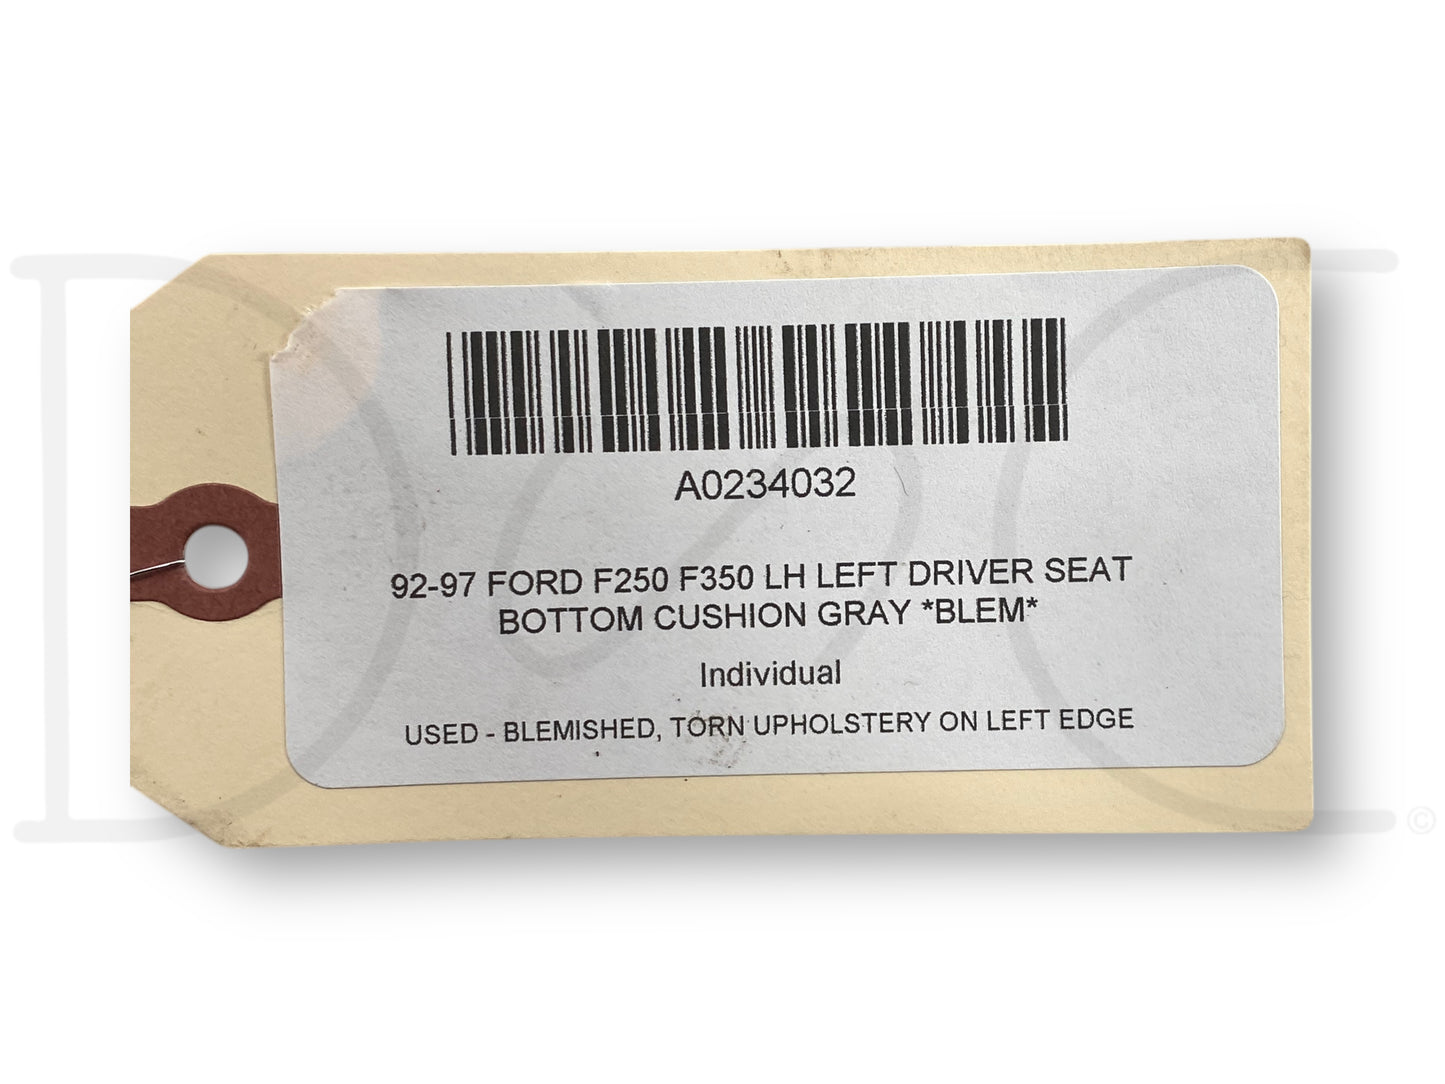 A0234032
92-97 FORD F250 F350 LH LEFT DRIVER SEAT
BOTTOM CUSHION GRAY *BLEM*
Individual
USED - BLEMISHED, TORN UPHOLSTERY ON LEFT EDGE
©